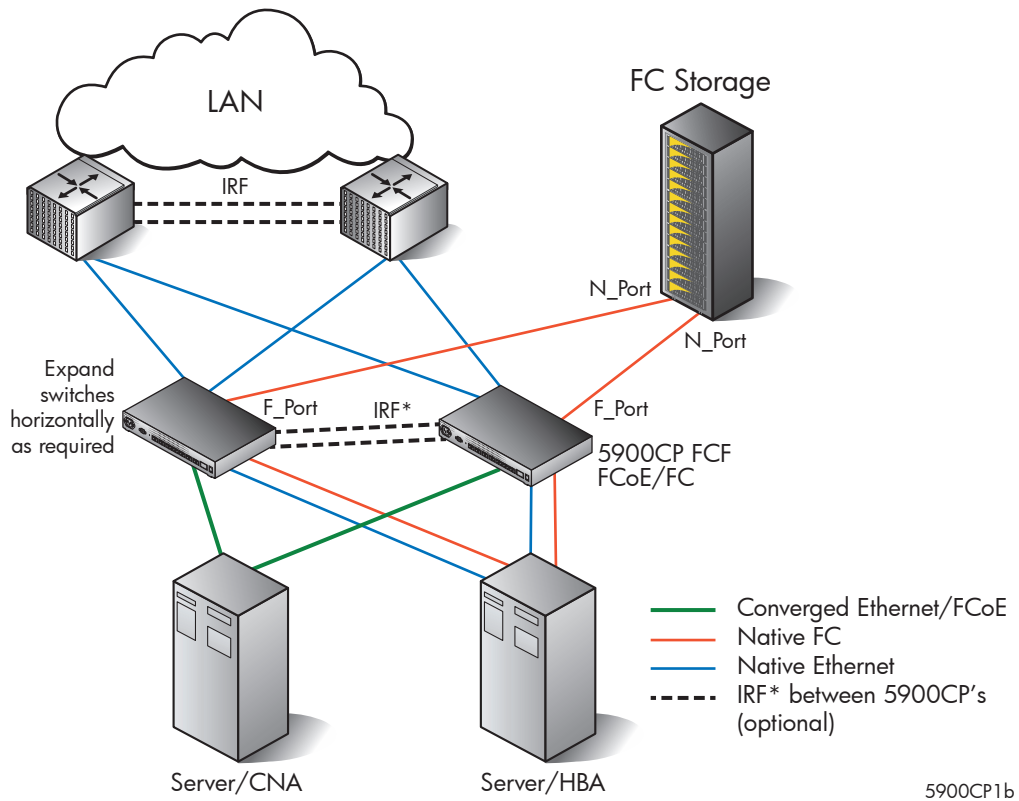 LAN
FC Storage
IRF
N_Port
N_Port
Expand
switches
horizontally
as required
F_Port
IRF*
F_Port
5900CP FCF
FCoE/FC
Converged Ethernet/FCoE
Native FC
Native Ethernet
IRF* between 5900CP's
(optional)
Server/CNA
Server/HBA
5900CP1b